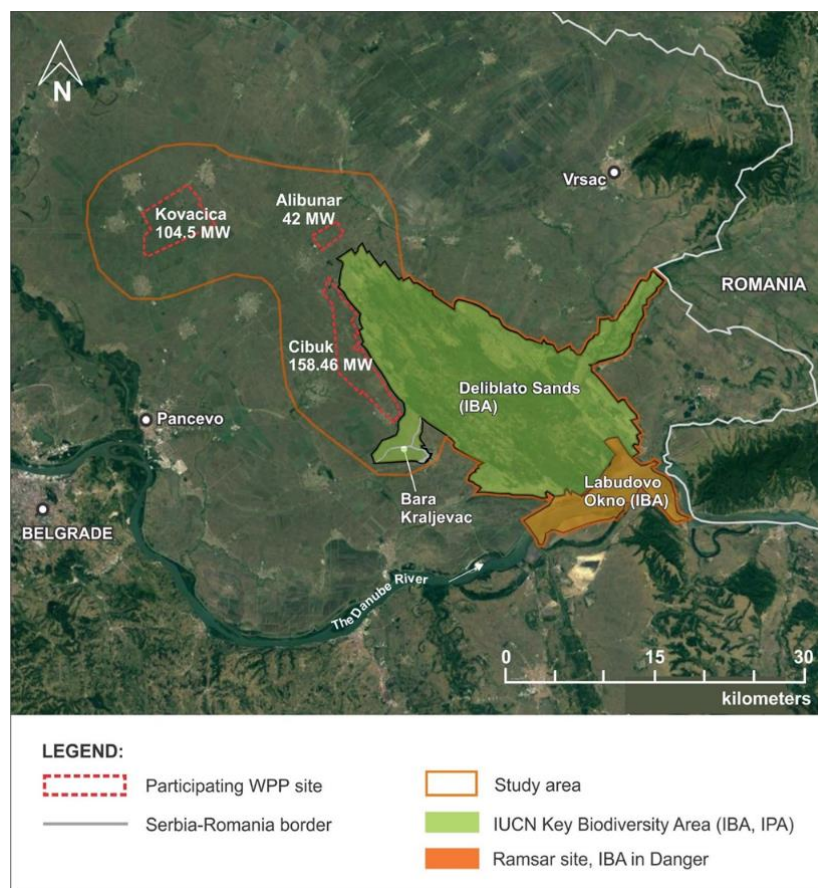 N
Vrsac
Alibunar
42 MW
Kovacica
104.5 MW
ROMANIA
Cibuk
158.46 MW
Deliblato Sands
(IBA)
Pancevo
Labudovo
Okno (IBA)
Bara
Kraljevac
BELGRADE
The Danube River
0 15 30
kilometers
LEGEND:
Participating WPP site
Serbia-Romania border
Study area
IUCN Key Biodiversity Area (IBA, IPA)
Ramsar site, IBA in Danger